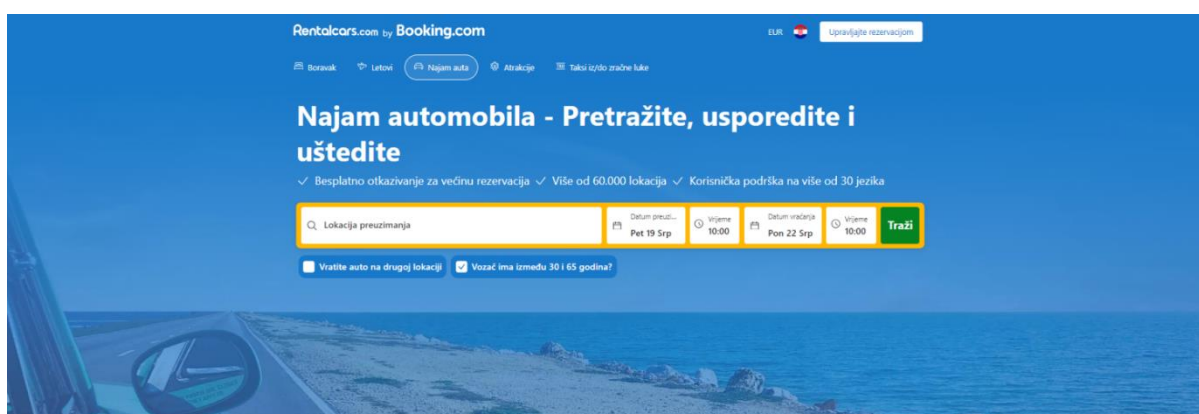 Rentalcars.com by Booking.com
EUR
Upravljajte rezervacijom
Boravak
Letovi
Najam auta
Atrakcije
Taksi iz/do zračne luke
Najam automobila - Pretražite, usporedite i
uštedite
Besplatno otkazivanje za većinu rezervacija
Više od 60.000 lokacija
Korisnička podrška na više od 30 jezika
Lokacija preuzimanja
Datum preuzi...
Pet 19 Srp
Vrijeme
10:00
Datum vraćanja
Pon 22 Srp
Vrijeme
10:00
Traži
Vratite auto na drugoj lokaciji
Vozač ima između 30 i 65 godina?